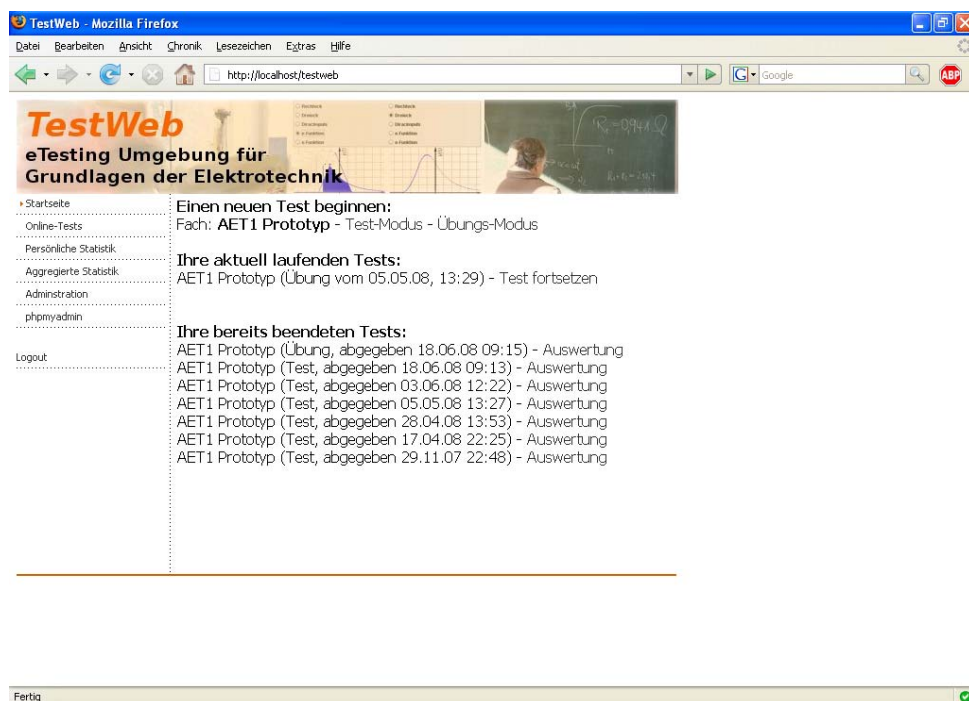 TestWeb - Mozilla Firefox
Datei Bearbeiten Ansicht Chronik Lesezeichen Extras Hilfe
http://localhost/testweb
G Google
ABP
TestWeb
eTesting Umgebung für
Grundlagen der Elektrotechnik
Startseite
Online-Tests
Persönliche Statistik
Aggregierte Statistik
Adminstration
phpmyadmin
Logout
Einen neuen Test beginnen:
Fach: AET1 Prototyp - Test-Modus - Übungs-Modus
Ihre aktuell laufenden Tests:
AET1 Prototyp (Übung vom 05.05.08, 13:29) - Test fortsetzen
Ihre bereits beendeten Tests:
AET1 Prototyp (Übung, abgegeben 18.06.08 09:15) - Auswertung
AET1 Prototyp (Test, abgegeben 18.06.08 09:13) - Auswertung
AET1 Prototyp (Test, abgegeben 03.06.08 12:22) - Auswertung
AET1 Prototyp (Test, abgegeben 05.05.08 13:27) - Auswertung
AET1 Prototyp (Test, abgegeben 28.04.08 13:53) - Auswertung
AET1 Prototyp (Test, abgegeben 17.04.08 22:25) - Auswertung
AET1 Prototyp (Test, abgegeben 29.11.07 22:48) - Auswertung
Fertig